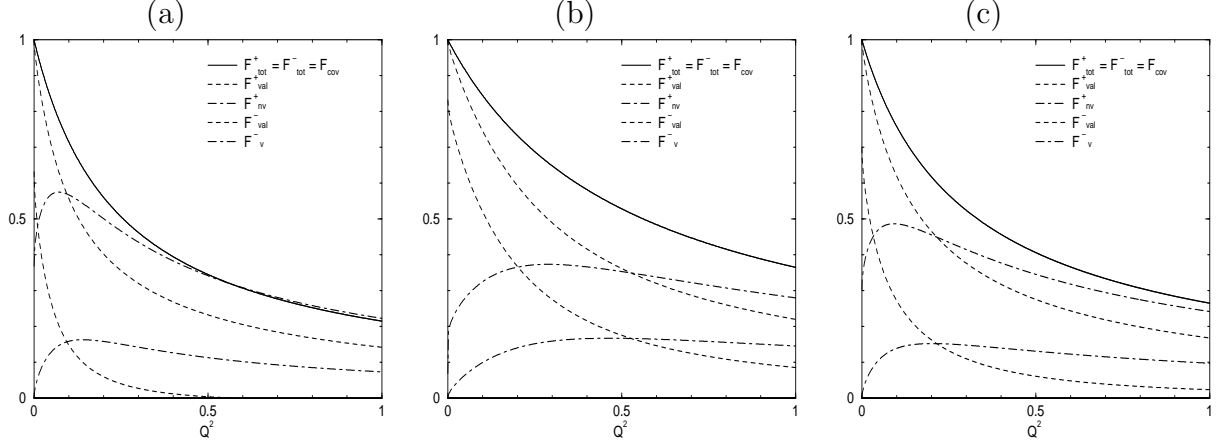 (a)
1
0.5
0
0
0.5
1
Q²
F⁺tot = F⁻tot = Fcov
F⁺val
F⁺nv
F⁻val
F⁻v
(b)
1
0.5
0
0
0.5
1
Q²
F⁺tot = F⁻tot = Fcov
F⁺val
F⁺nv
F⁻val
F⁻v
(c)
1
0.5
0
0
0.5
1
Q²
F⁺tot = F⁻tot = Fcov
F⁺val
F⁺nv
F⁻val
F⁻v